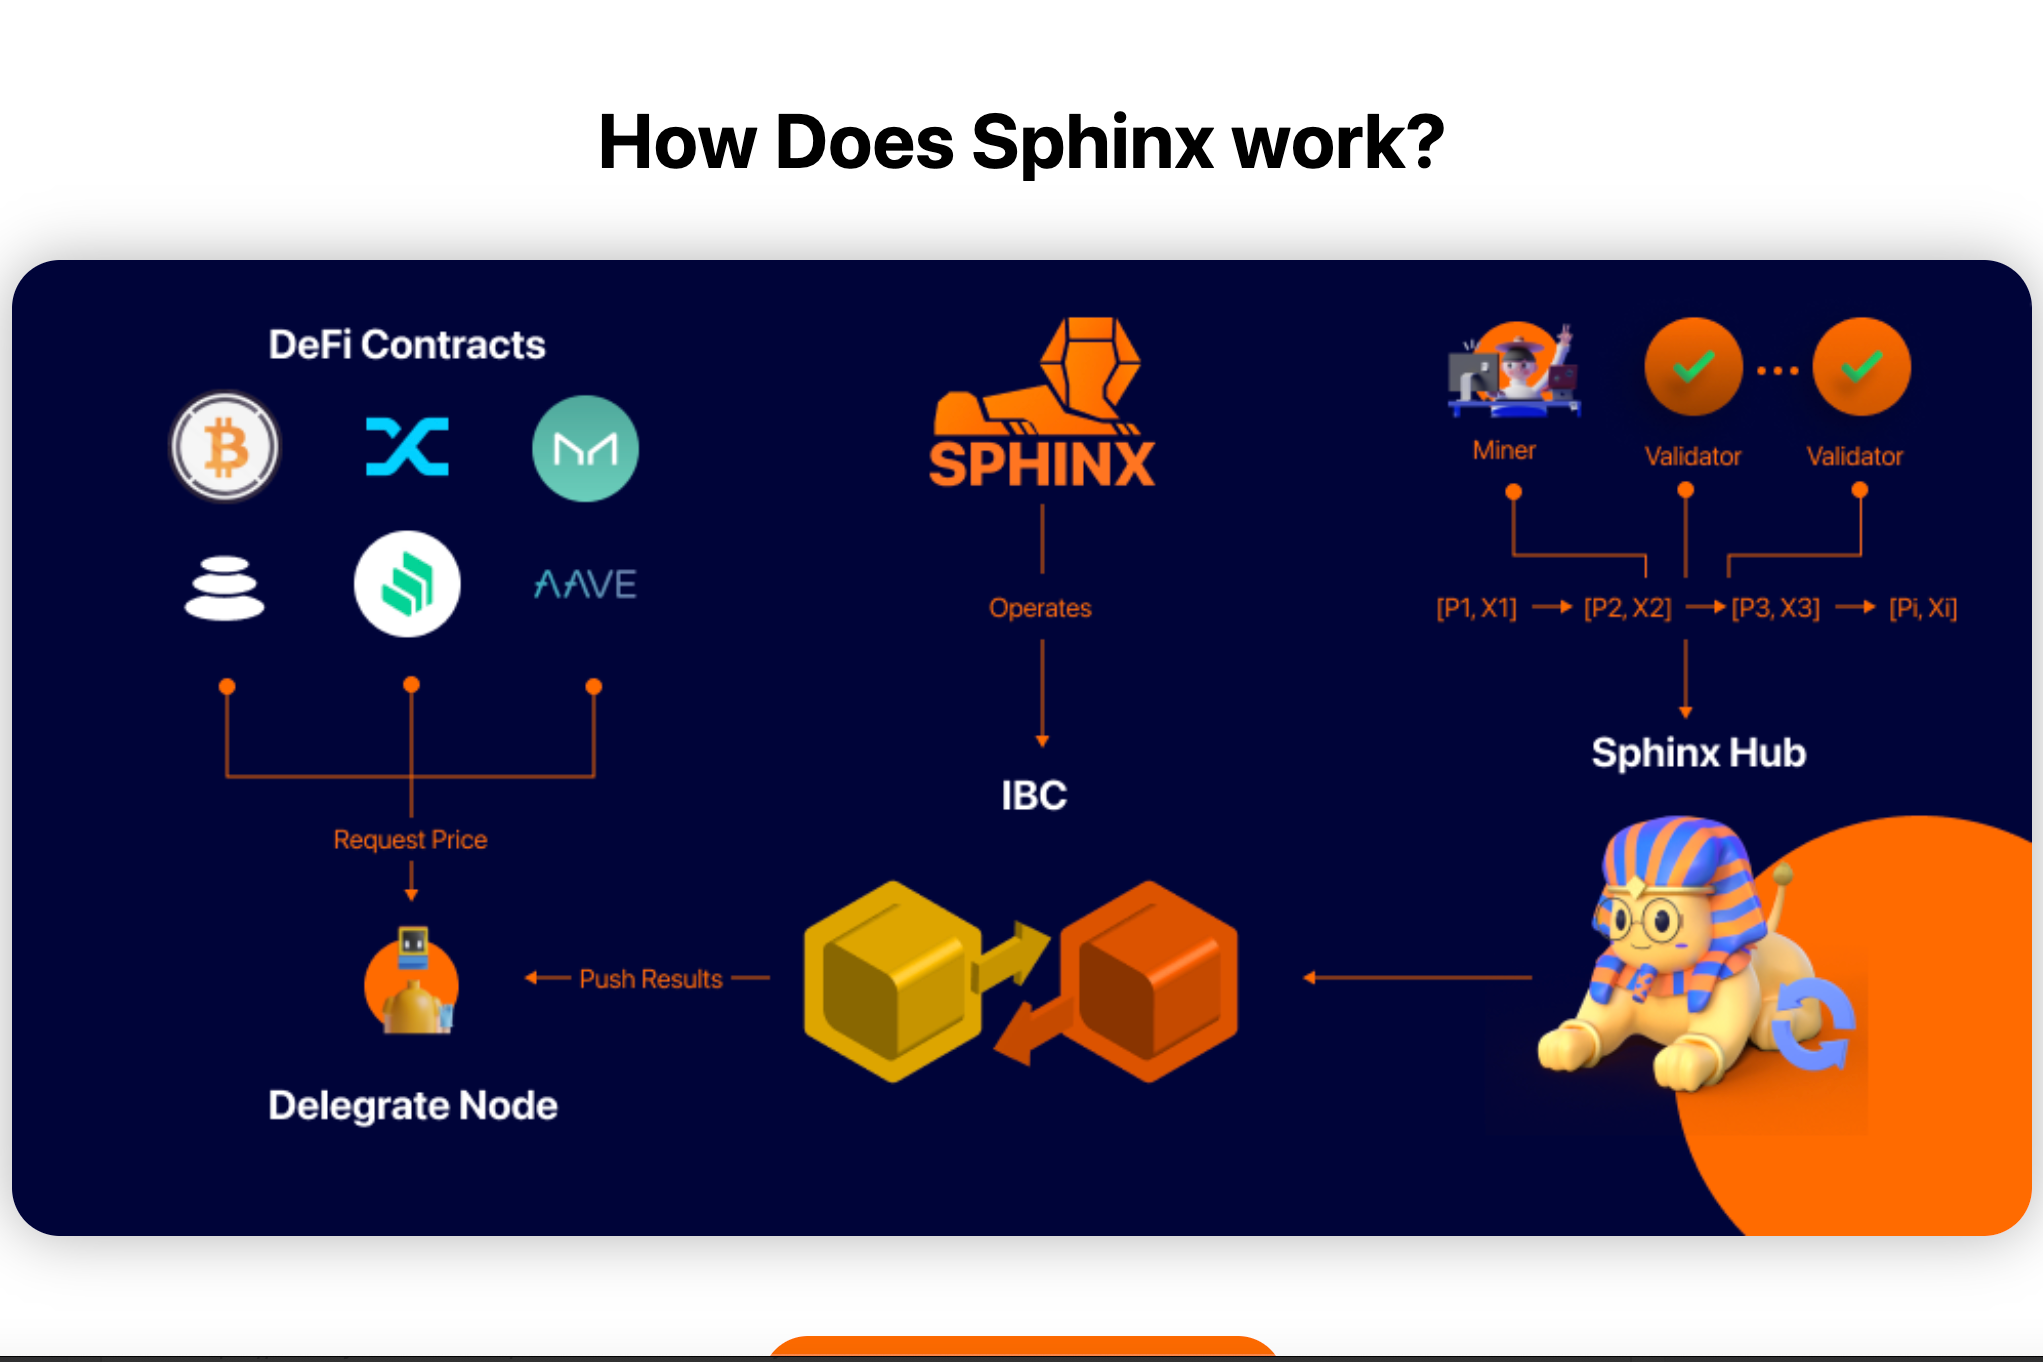 How Does Sphinx work?
DeFi Contracts
AAVE
Request Price
Delegrate Node
Push Results
SPHINX
Operates
IBC
Miner
Validator
Validator
[P1, X1] → [P2, X2] → [P3, X3] → [Pi, Xi]
Sphinx Hub